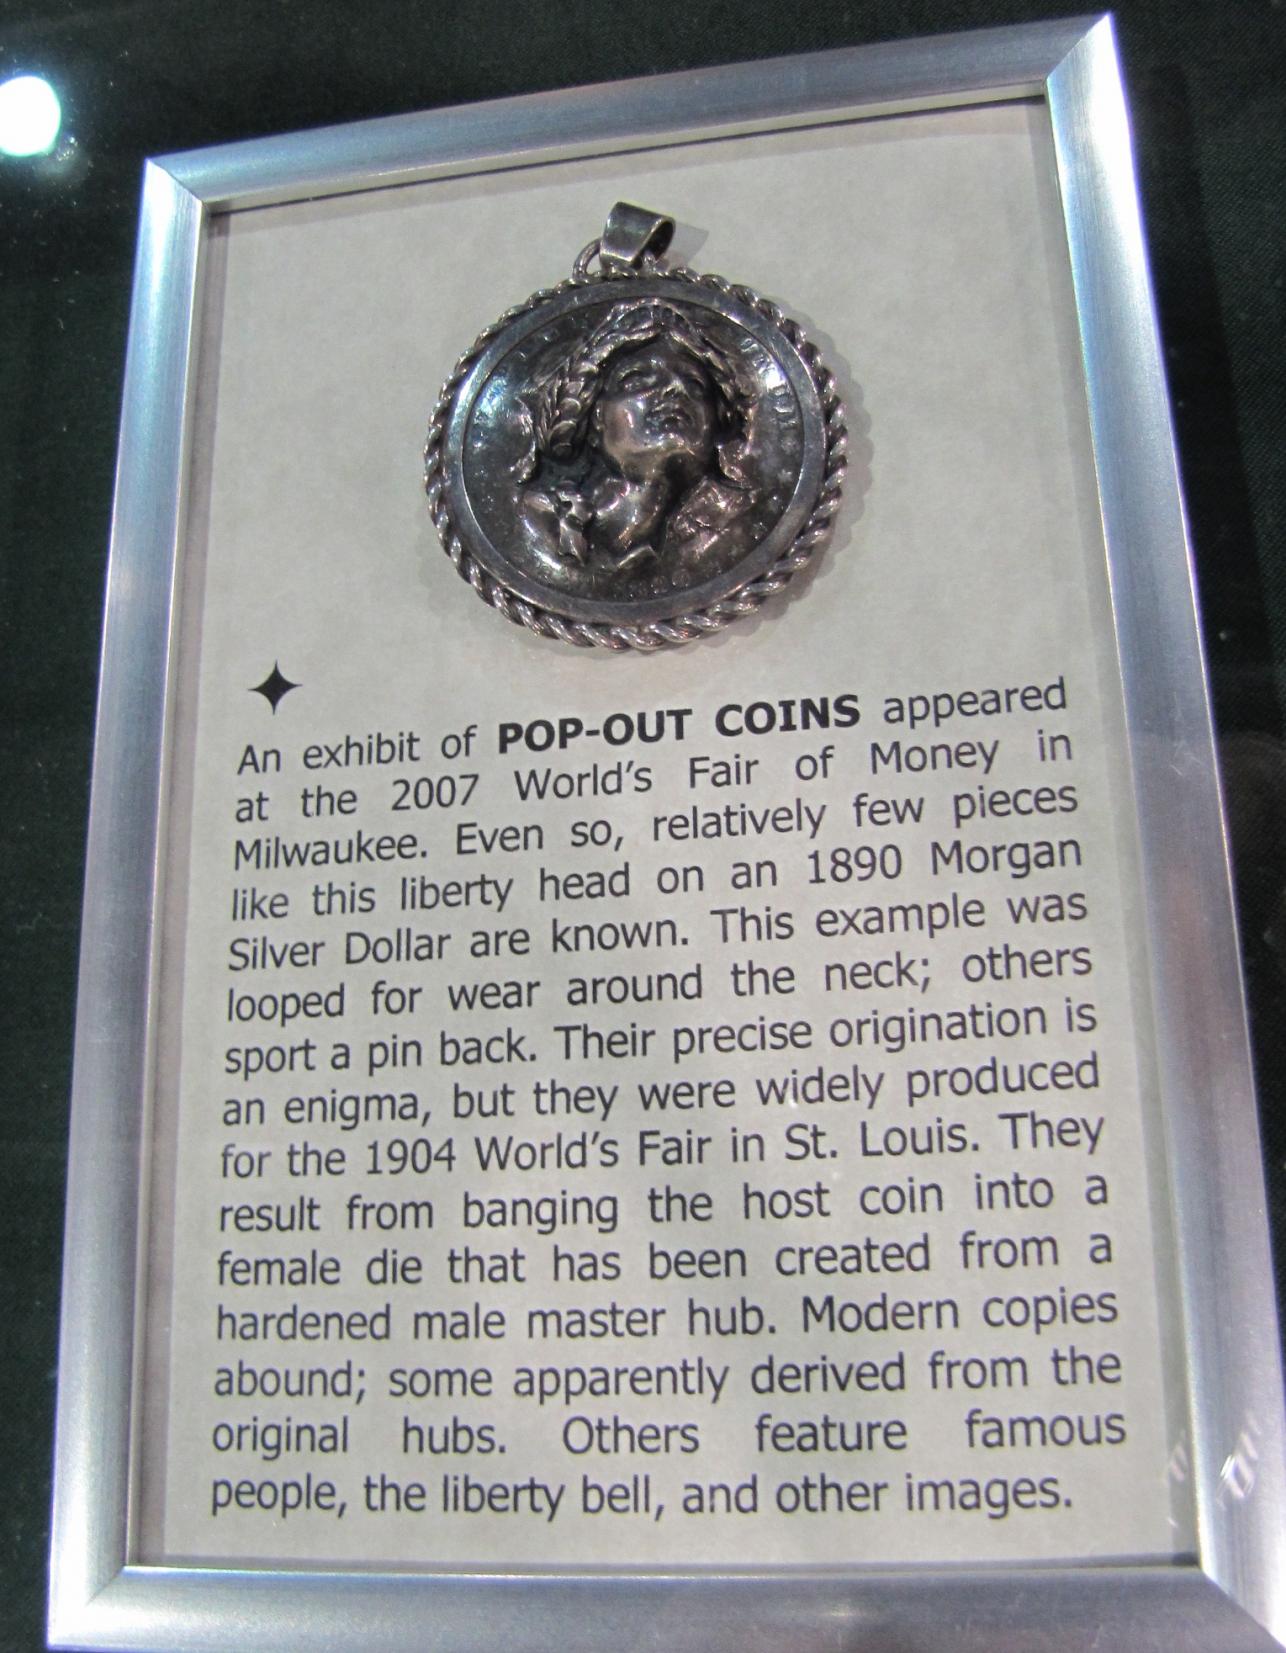 An exhibit of POP-OUT COINS appeared
at the 2007 World's Fair of Money in
Milwaukee. Even so, relatively few pieces
like this liberty head on an 1890 Morgan
Silver Dollar are known. This example was
looped for wear around the neck; others
sport a pin back. Their precise origination is
an enigma, but they were widely produced
for the 1904 World's Fair in St. Louis. They
result from banging the host coin into a
female die that has been created from a
hardened male master hub. Modern copies
abound; some apparently derived from the
original hubs. Others feature famous
people, the liberty bell, and other images.